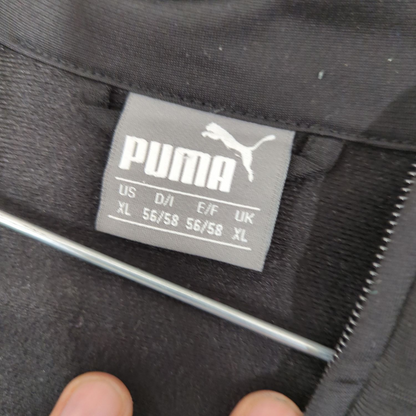 PUMA
US D/I E/F UK
XL 56/58 56/58 XL